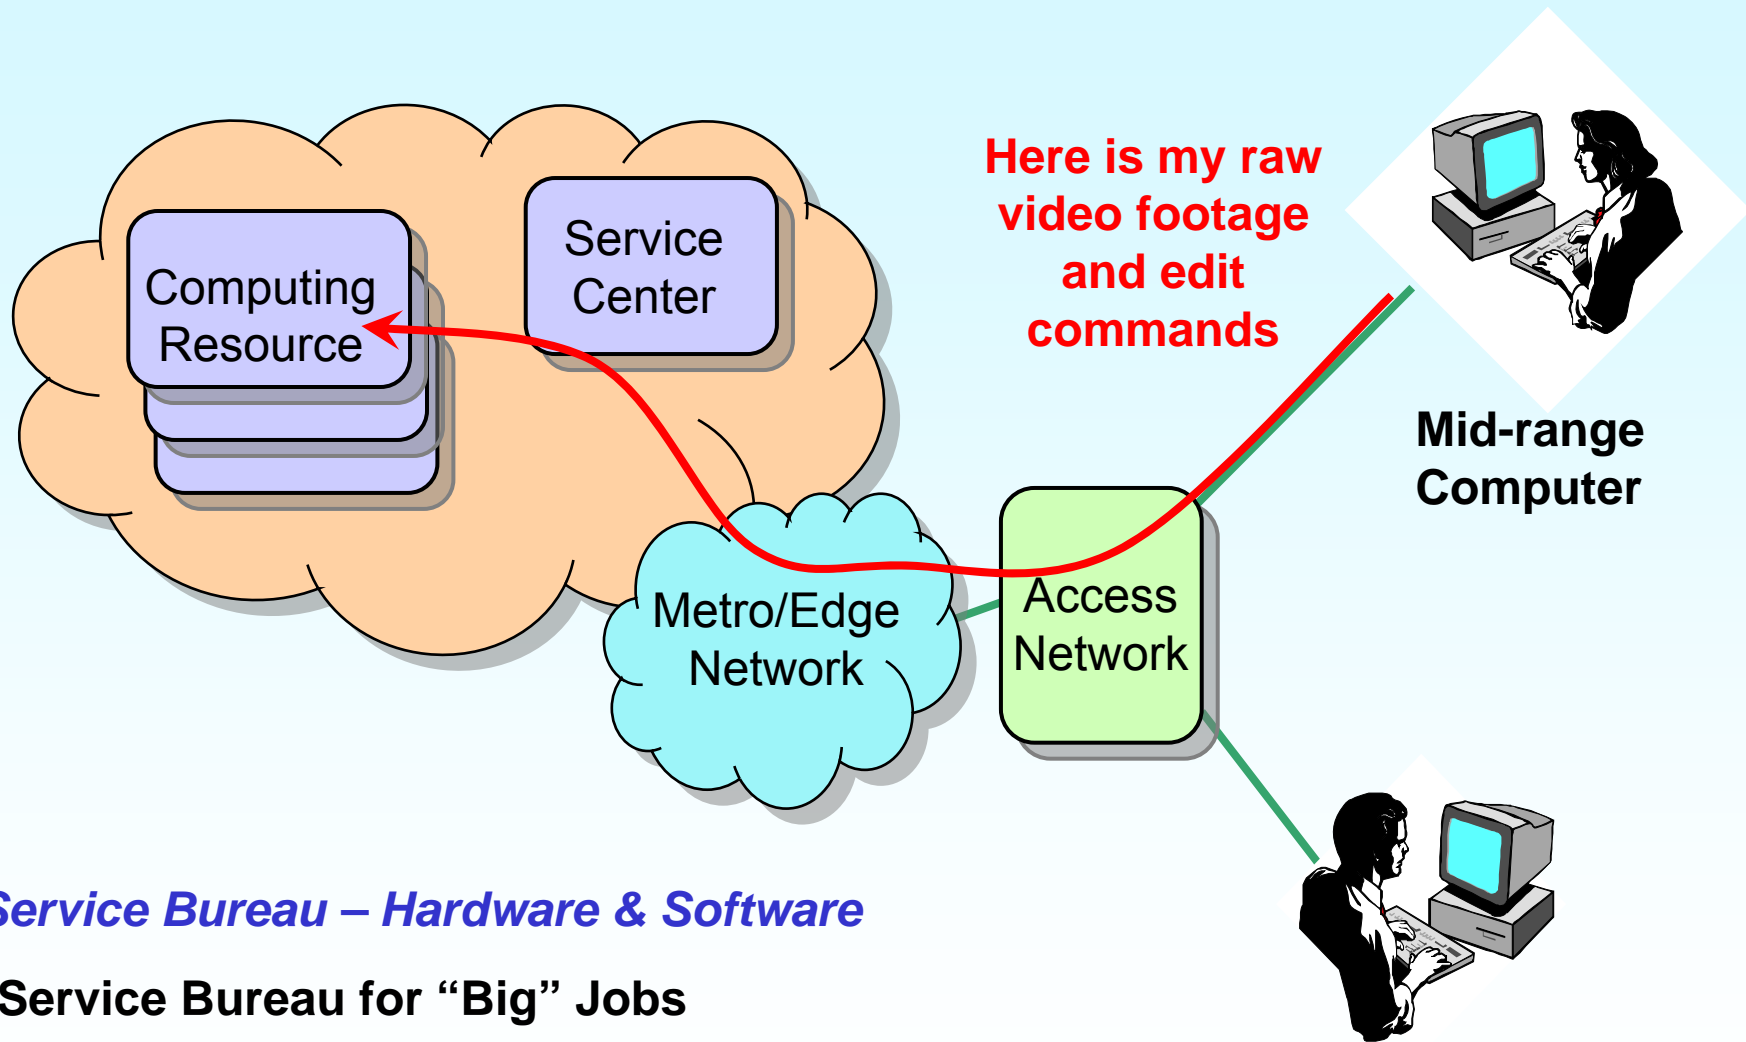 Here is my raw
video footage
and edit
commands
Service
Center
Computing
Resource
Mid-range
Computer
Metro/Edge
Network
Access
Network
Service Bureau – Hardware & Software
Service Bureau for “Big” Jobs